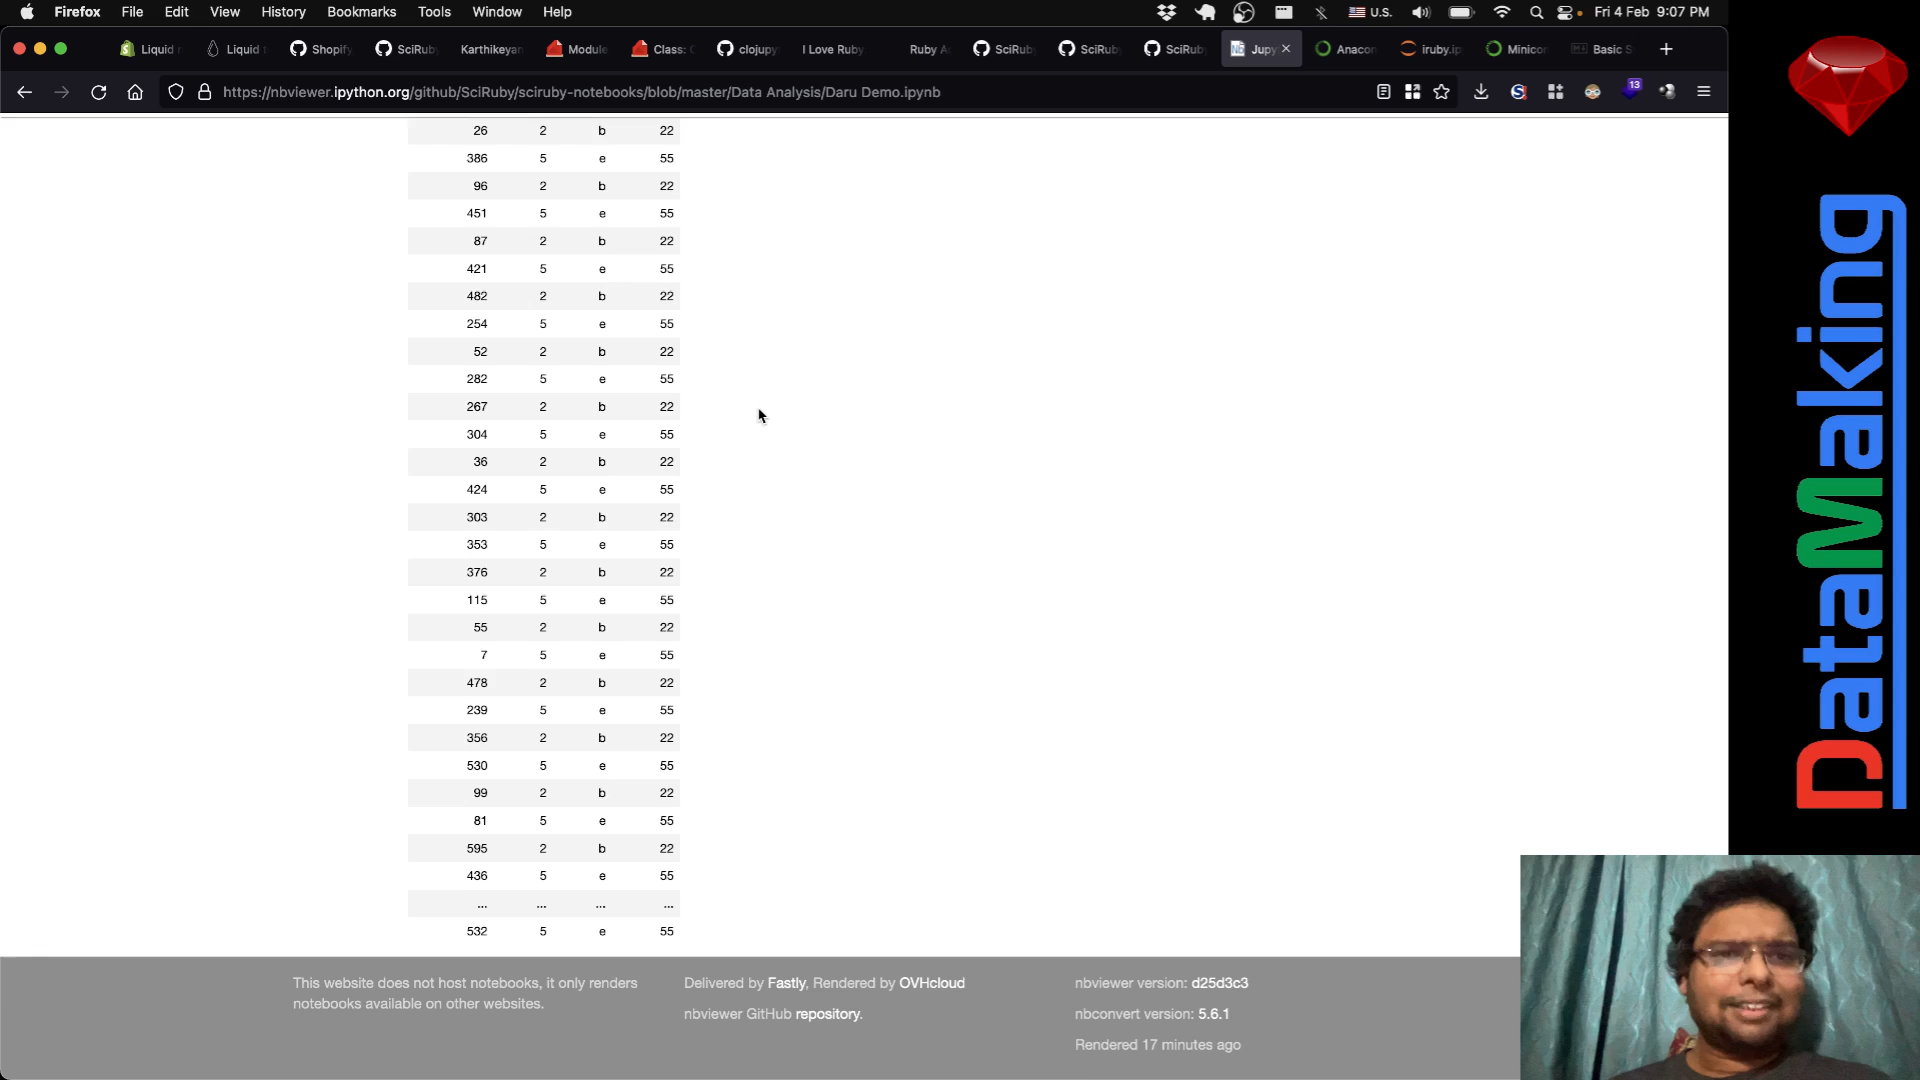 Firefox File Edit View History Bookmarks Tools Window Help U.S. Fri 4 Feb 9:07 PM
Liquid Liquid Shopify SciRuby Karthikeyan Module Class: clojupy I Love Ruby Ruby SciRuby SciRuby SciRuby Jupy Anacon iruby.ip Minicon Basic S
https://nbviewer.ipython.org/github/SciRuby/sciruby-notebooks/blob/master/Data Analysis/Daru Demo.ipynb 13
26 2 b 22
386 5 e 55
96 2 b 22
451 5 e 55
87 2 b 22
421 5 e 55
482 2 b 22
254 5 e 55
52 2 b 22
282 5 e 55
267 2 b 22
304 5 e 55
36 2 b 22
424 5 e 55
303 2 b 22
353 5 e 55
376 2 b 22
115 5 e 55
55 2 b 22
7 5 e 55
478 2 b 22
239 5 e 55
356 2 b 22
530 5 e 55
99 2 b 22
81 5 e 55
595 2 b 22
436 5 e 55
... ... ... ...
532 5 e 55
This website does not host notebooks, it only renders
notebooks available on other websites.
Delivered by Fastly, Rendered by OVHcloud
nbviewer GitHub repository.
nbviewer version: d25d3c3
nbconvert version: 5.6.1
Rendered 17 minutes ago
DataMaking